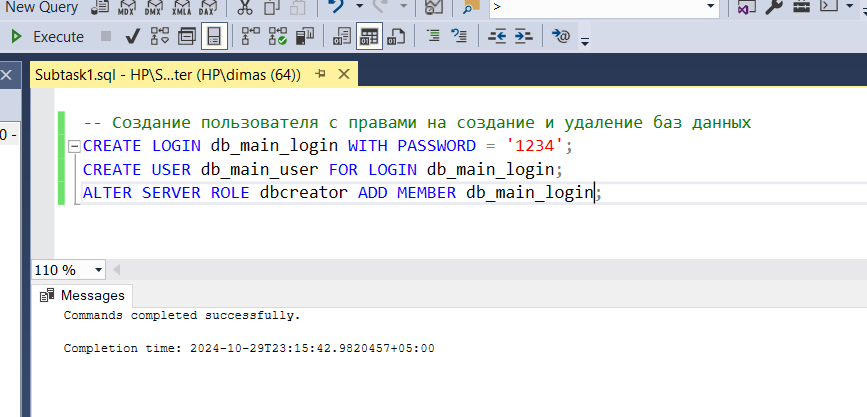 New Query MDX DMX XMLA DAX >
Execute
Subtask1.sql - HP\S...ter (HP\dimas (64))
0 -
-- Создание пользователя с правами на создание и удаление баз данных
CREATE LOGIN db_main_login WITH PASSWORD = '1234';
CREATE USER db_main_user FOR LOGIN db_main_login;
ALTER SERVER ROLE dbcreator ADD MEMBER db_main_login;
110 %
Messages
Commands completed successfully.
Completion time: 2024-10-29T23:15:42.9820457+05:00